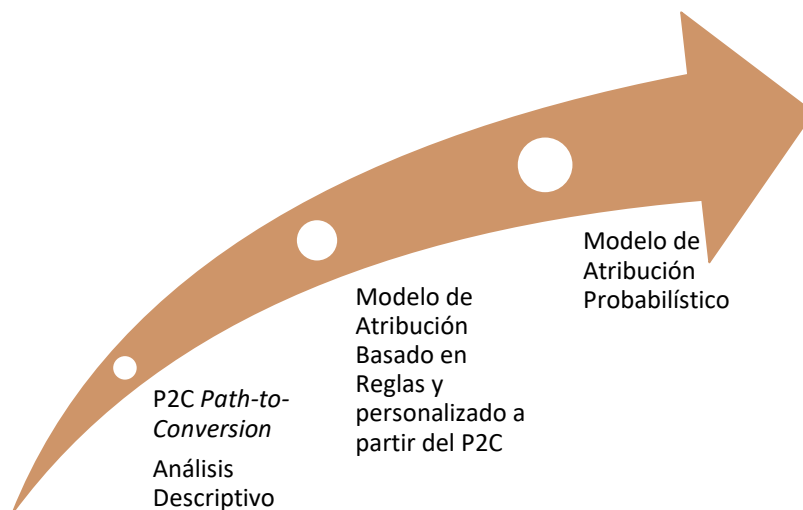 P2C Path-to-
Conversion
Análisis
Descriptivo
Modelo de
Atribución
Basado en
Reglas y
personalizado a
partir del P2C
Modelo de
Atribución
Probabilístico